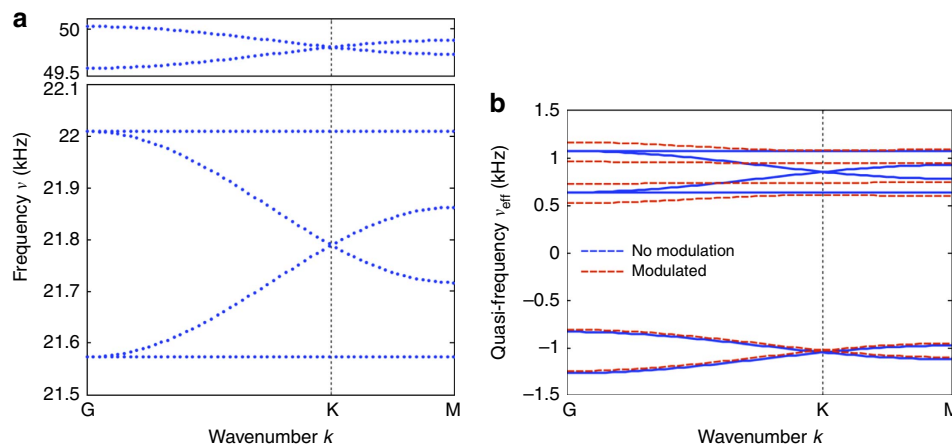 a
50
49.5
22.1
22
21.9
21.8
21.7
21.6
21.5
Frequency ν (kHz)
G K M
Wavenumber k
b
1.5
1
0.5
0
−0.5
−1
−1.5
Quasi-frequency νeff (kHz)
No modulation
Modulated
G K M
Wavenumber k